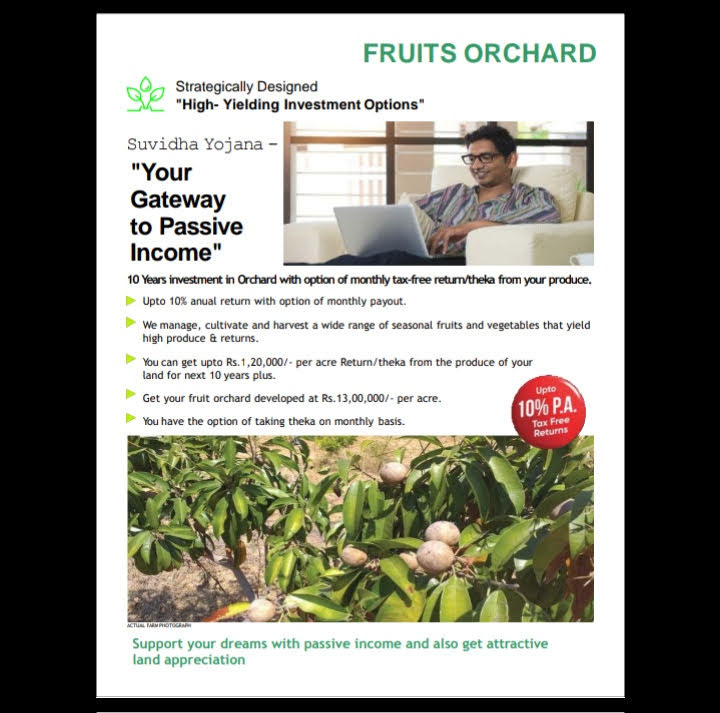 FRUITS ORCHARD
Strategically Designed
"High- Yielding Investment Options"
Suvidha Yojana –
"Your
Gateway
to Passive
Income"
10 Years investment in Orchard with option of monthly tax-free return/theka from your produce.
Upto 10% anual return with option of monthly payout.
We manage, cultivate and harvest a wide range of seasonal fruits and vegetables that yield
high produce & returns.
You can get upto Rs.1,20,000/- per acre Return/theka from the produce of your
land for next 10 years plus.
Get your fruit orchard developed at Rs.13,00,000/- per acre.
You have the option of taking theka on monthly basis.
Upto
10% P.A.
Tax Free
Returns
ACTUAL FARM PHOTOGRAPH
Support your dreams with passive income and also get attractive
land appreciation